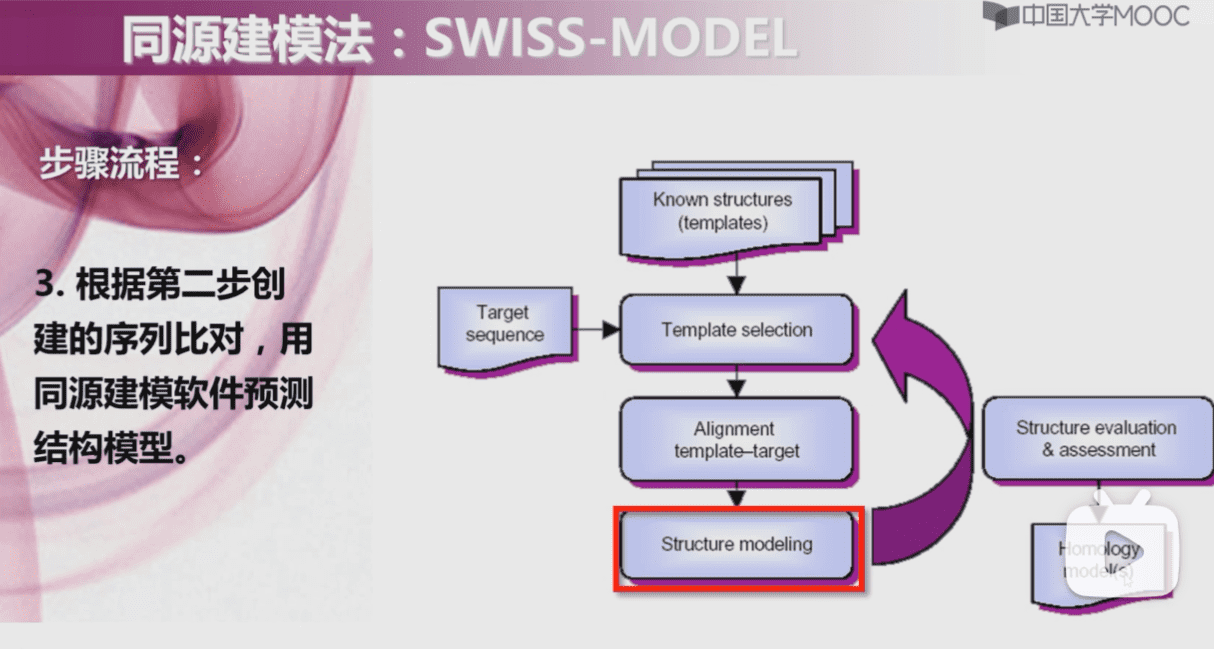 同源建模法：SWISS-MODEL
中国大学MOOC
步骤流程：
3. 根据第二步创
建的序列比对，用
同源建模软件预测
结构模型。
Known structures
(templates)
Target
sequence
Template selection
Alignment
template–target
Structure modeling
Structure evaluation
& assessment
Homology
model(s)